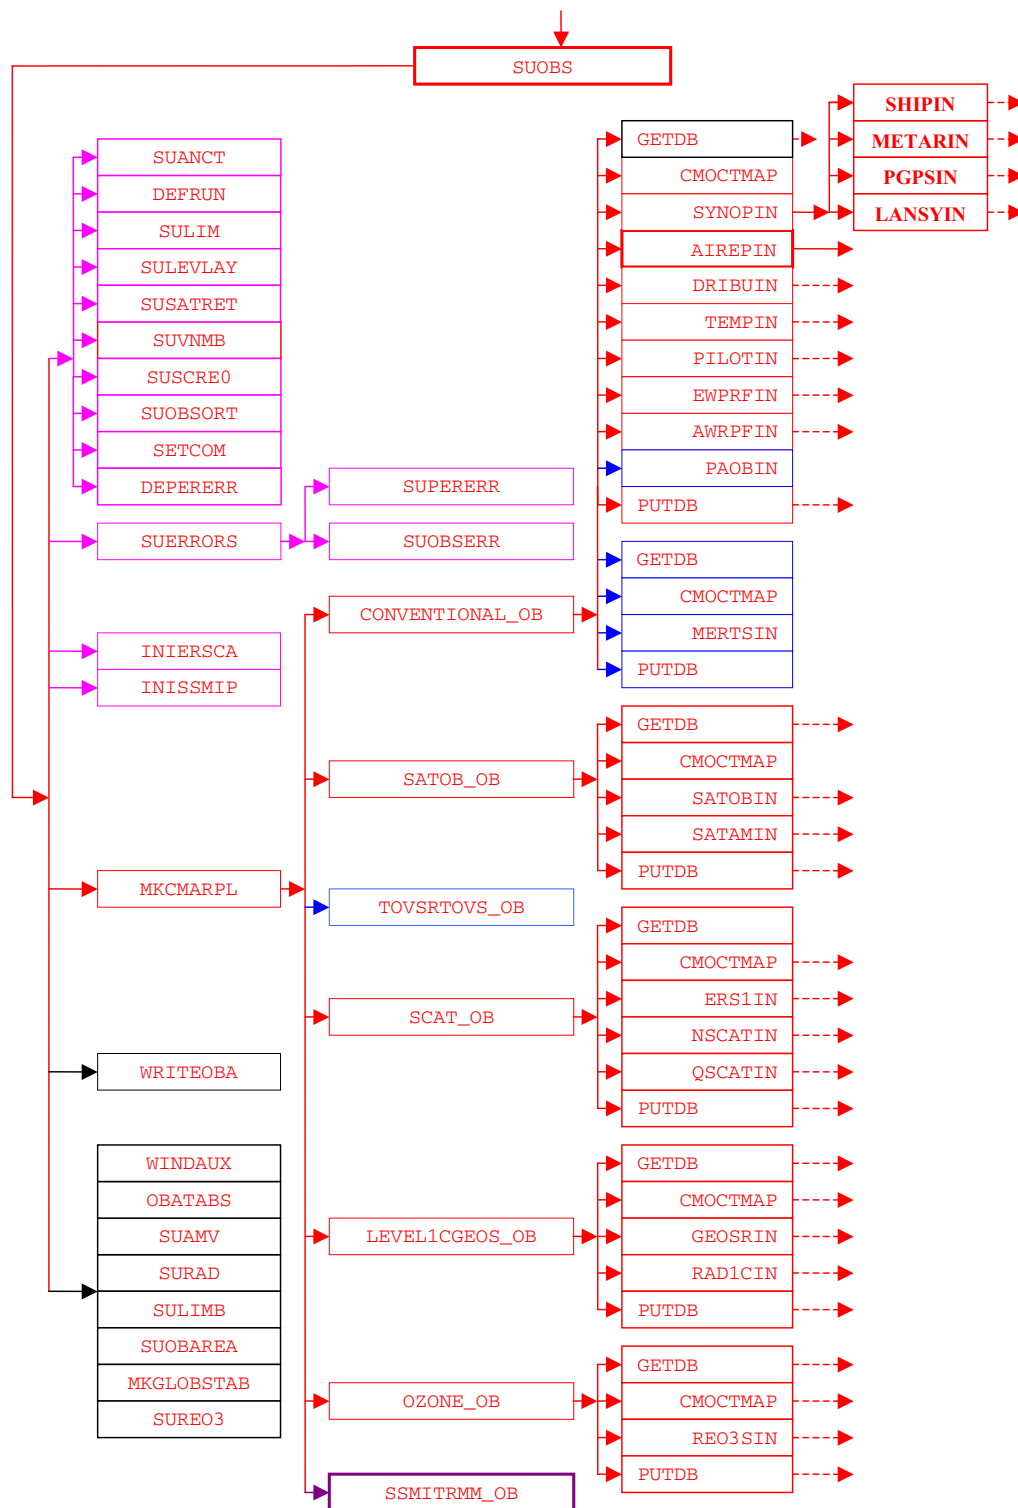 SUOBS
SUANCT
DEFRUN
SULIM
SULEVLAY
SUSATRET
SUVNMB
SUSCRE0
SUOBSORT
SETCOM
DEPERERR
SUERRORS
INIERSCA
INISSMIP
MKCMARPL
WRITEOBA
WINDAUX
OBATABS
SUAMV
SURAD
SULIMB
SUOBAREA
MKGLOBSTAB
SUREO3
SUPERERR
SUOBSERR
CONVENTIONAL_OB
SATOB_OB
TOVSRTOVS_OB
SCAT_OB
LEVEL1CGEOS_OB
OZONE_OB
SSMITRMM_OB
GETDB
CMOCTMAP
SYNOPIN
AIREPIN
DRIBUIN
TEMPIN
PILOTIN
EWPRFIN
AWRPFIN
PAOBIN
PUTDB
GETDB
CMOCTMAP
MERTSIN
PUTDB
GETDB
CMOCTMAP
SATOBIN
SATAMIN
PUTDB
GETDB
CMOCTMAP
ERS1IN
NSCATIN
QSCATIN
PUTDB
GETDB
CMOCTMAP
GEOSRIN
RAD1CIN
PUTDB
GETDB
CMOCTMAP
REO3SIN
PUTDB
SHIPIN
METARIN
PGPSIN
LANSYIN